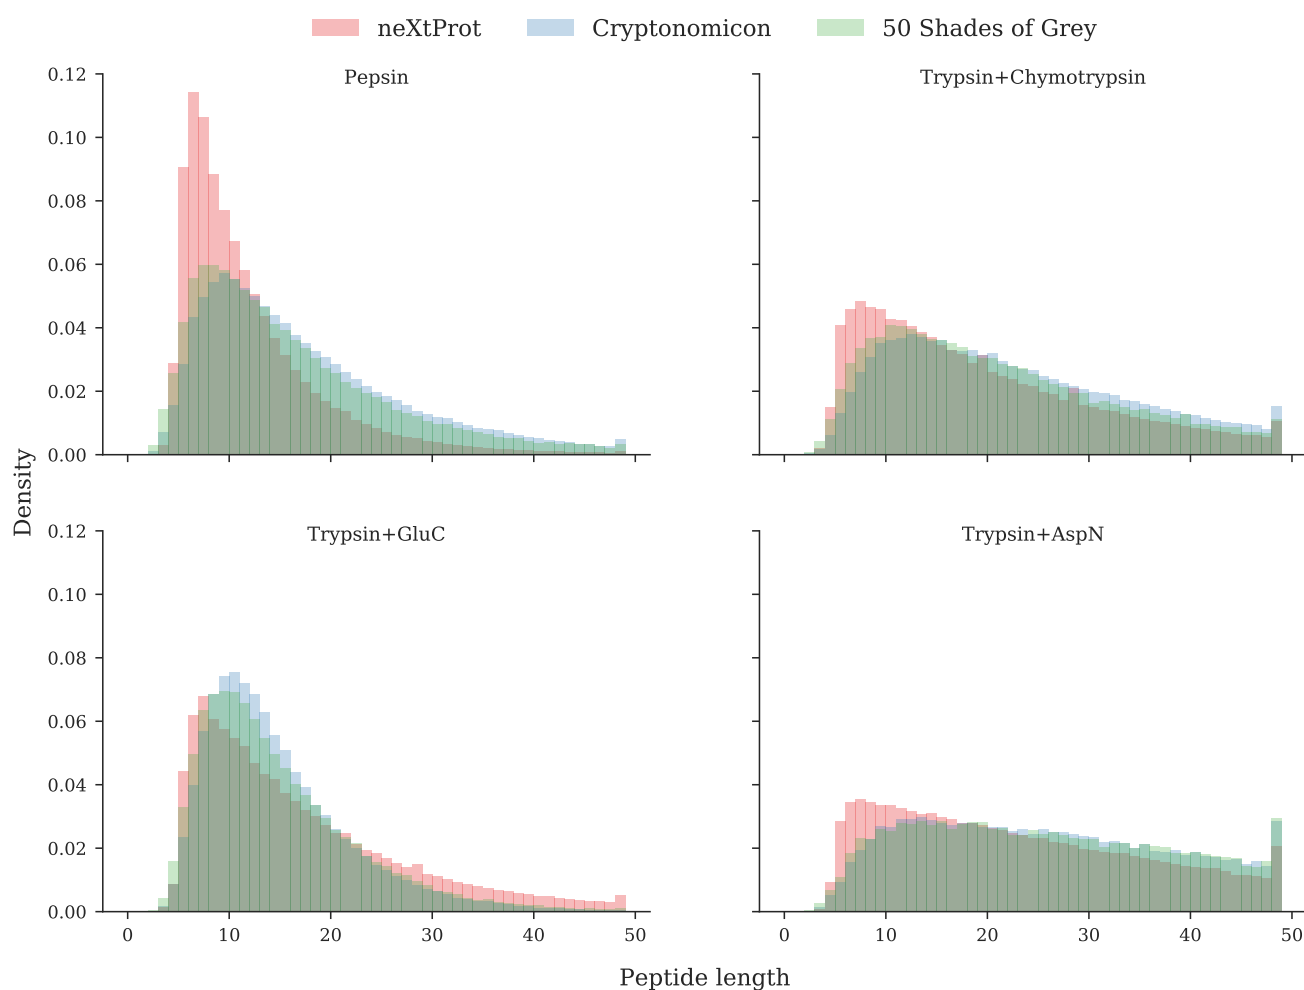 neXtProt Cryptonomicon 50 Shades of Grey
Pepsin
0.12
0.10
0.08
0.06
0.04
0.02
0.00
Trypsin+Chymotrypsin
Density
Trypsin+GluC
0.12
0.10
0.08
0.06
0.04
0.02
0.00
0 10 20 30 40 50
Trypsin+AspN
0 10 20 30 40 50
Peptide length